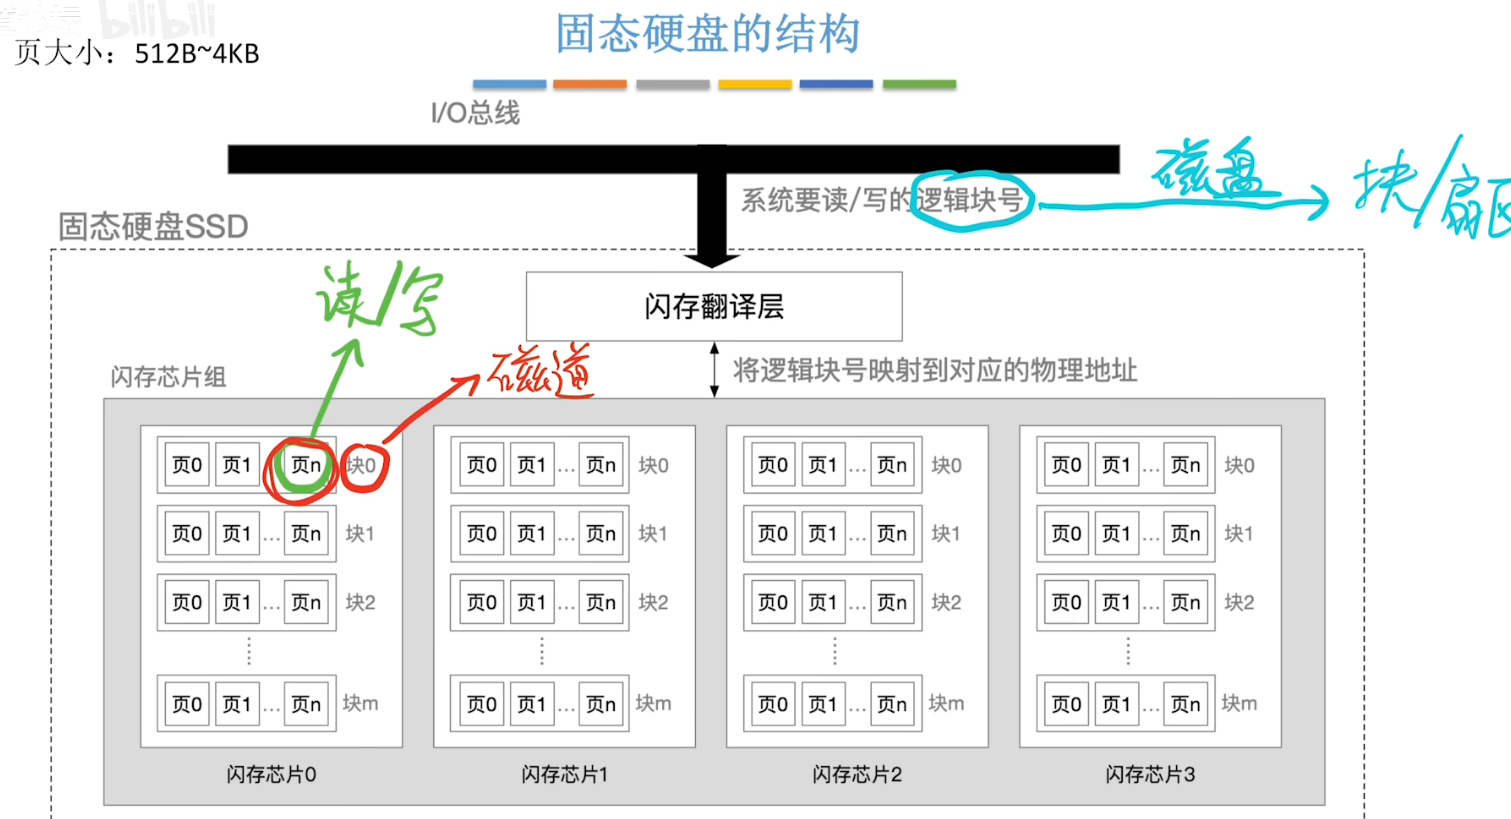 bilibili
固态硬盘的结构
页大小：512B~4KB
I/O总线
系统要读/写的逻辑块号
磁盘
块/扇区
固态硬盘SSD
读/写
闪存翻译层
磁道
将逻辑块号映射到对应的物理地址
闪存芯片组
页0 页1 页n 块0 页0 页1 … 页n 块0 页0 页1 … 页n 块0 页0 页1 … 页n 块0
页0 页1 … 页n 块1 页0 页1 … 页n 块1 页0 页1 … 页n 块1 页0 页1 … 页n 块1
页0 页1 … 页n 块2 页0 页1 … 页n 块2 页0 页1 … 页n 块2 页0 页1 … 页n 块2
页0 页1 … 页n 块m 页0 页1 … 页n 块m 页0 页1 … 页n 块m 页0 页1 … 页n 块m
闪存芯片0 闪存芯片1 闪存芯片2 闪存芯片3